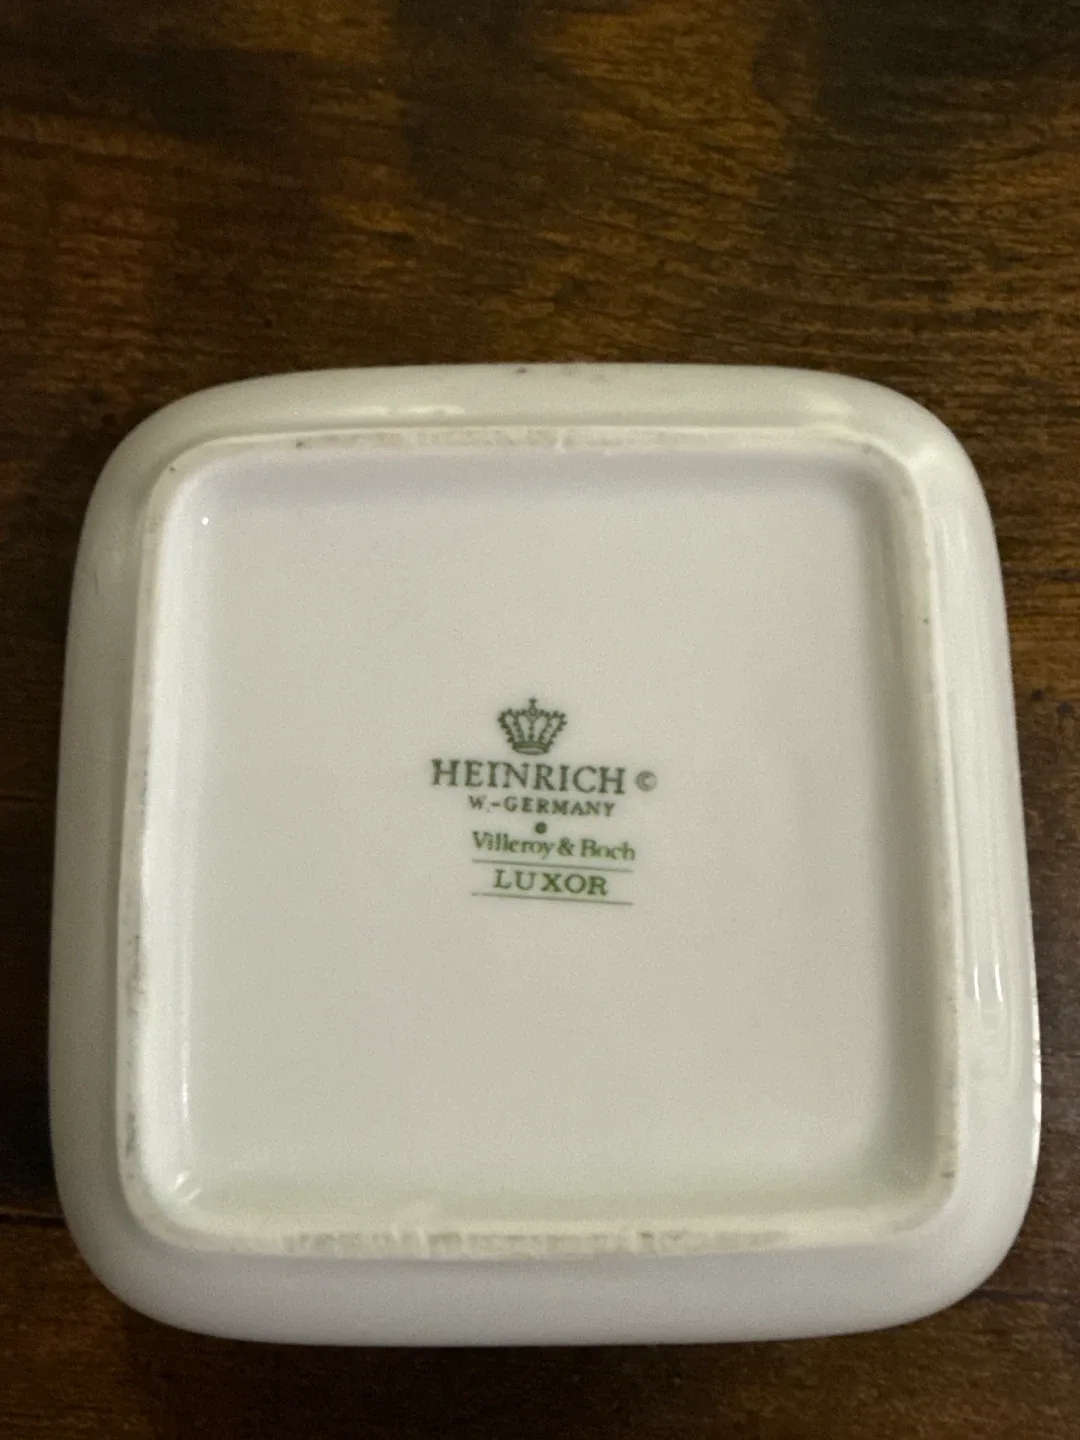 HEINRICH ©
W.-GERMANY
Villeroy & Boch
LUXOR